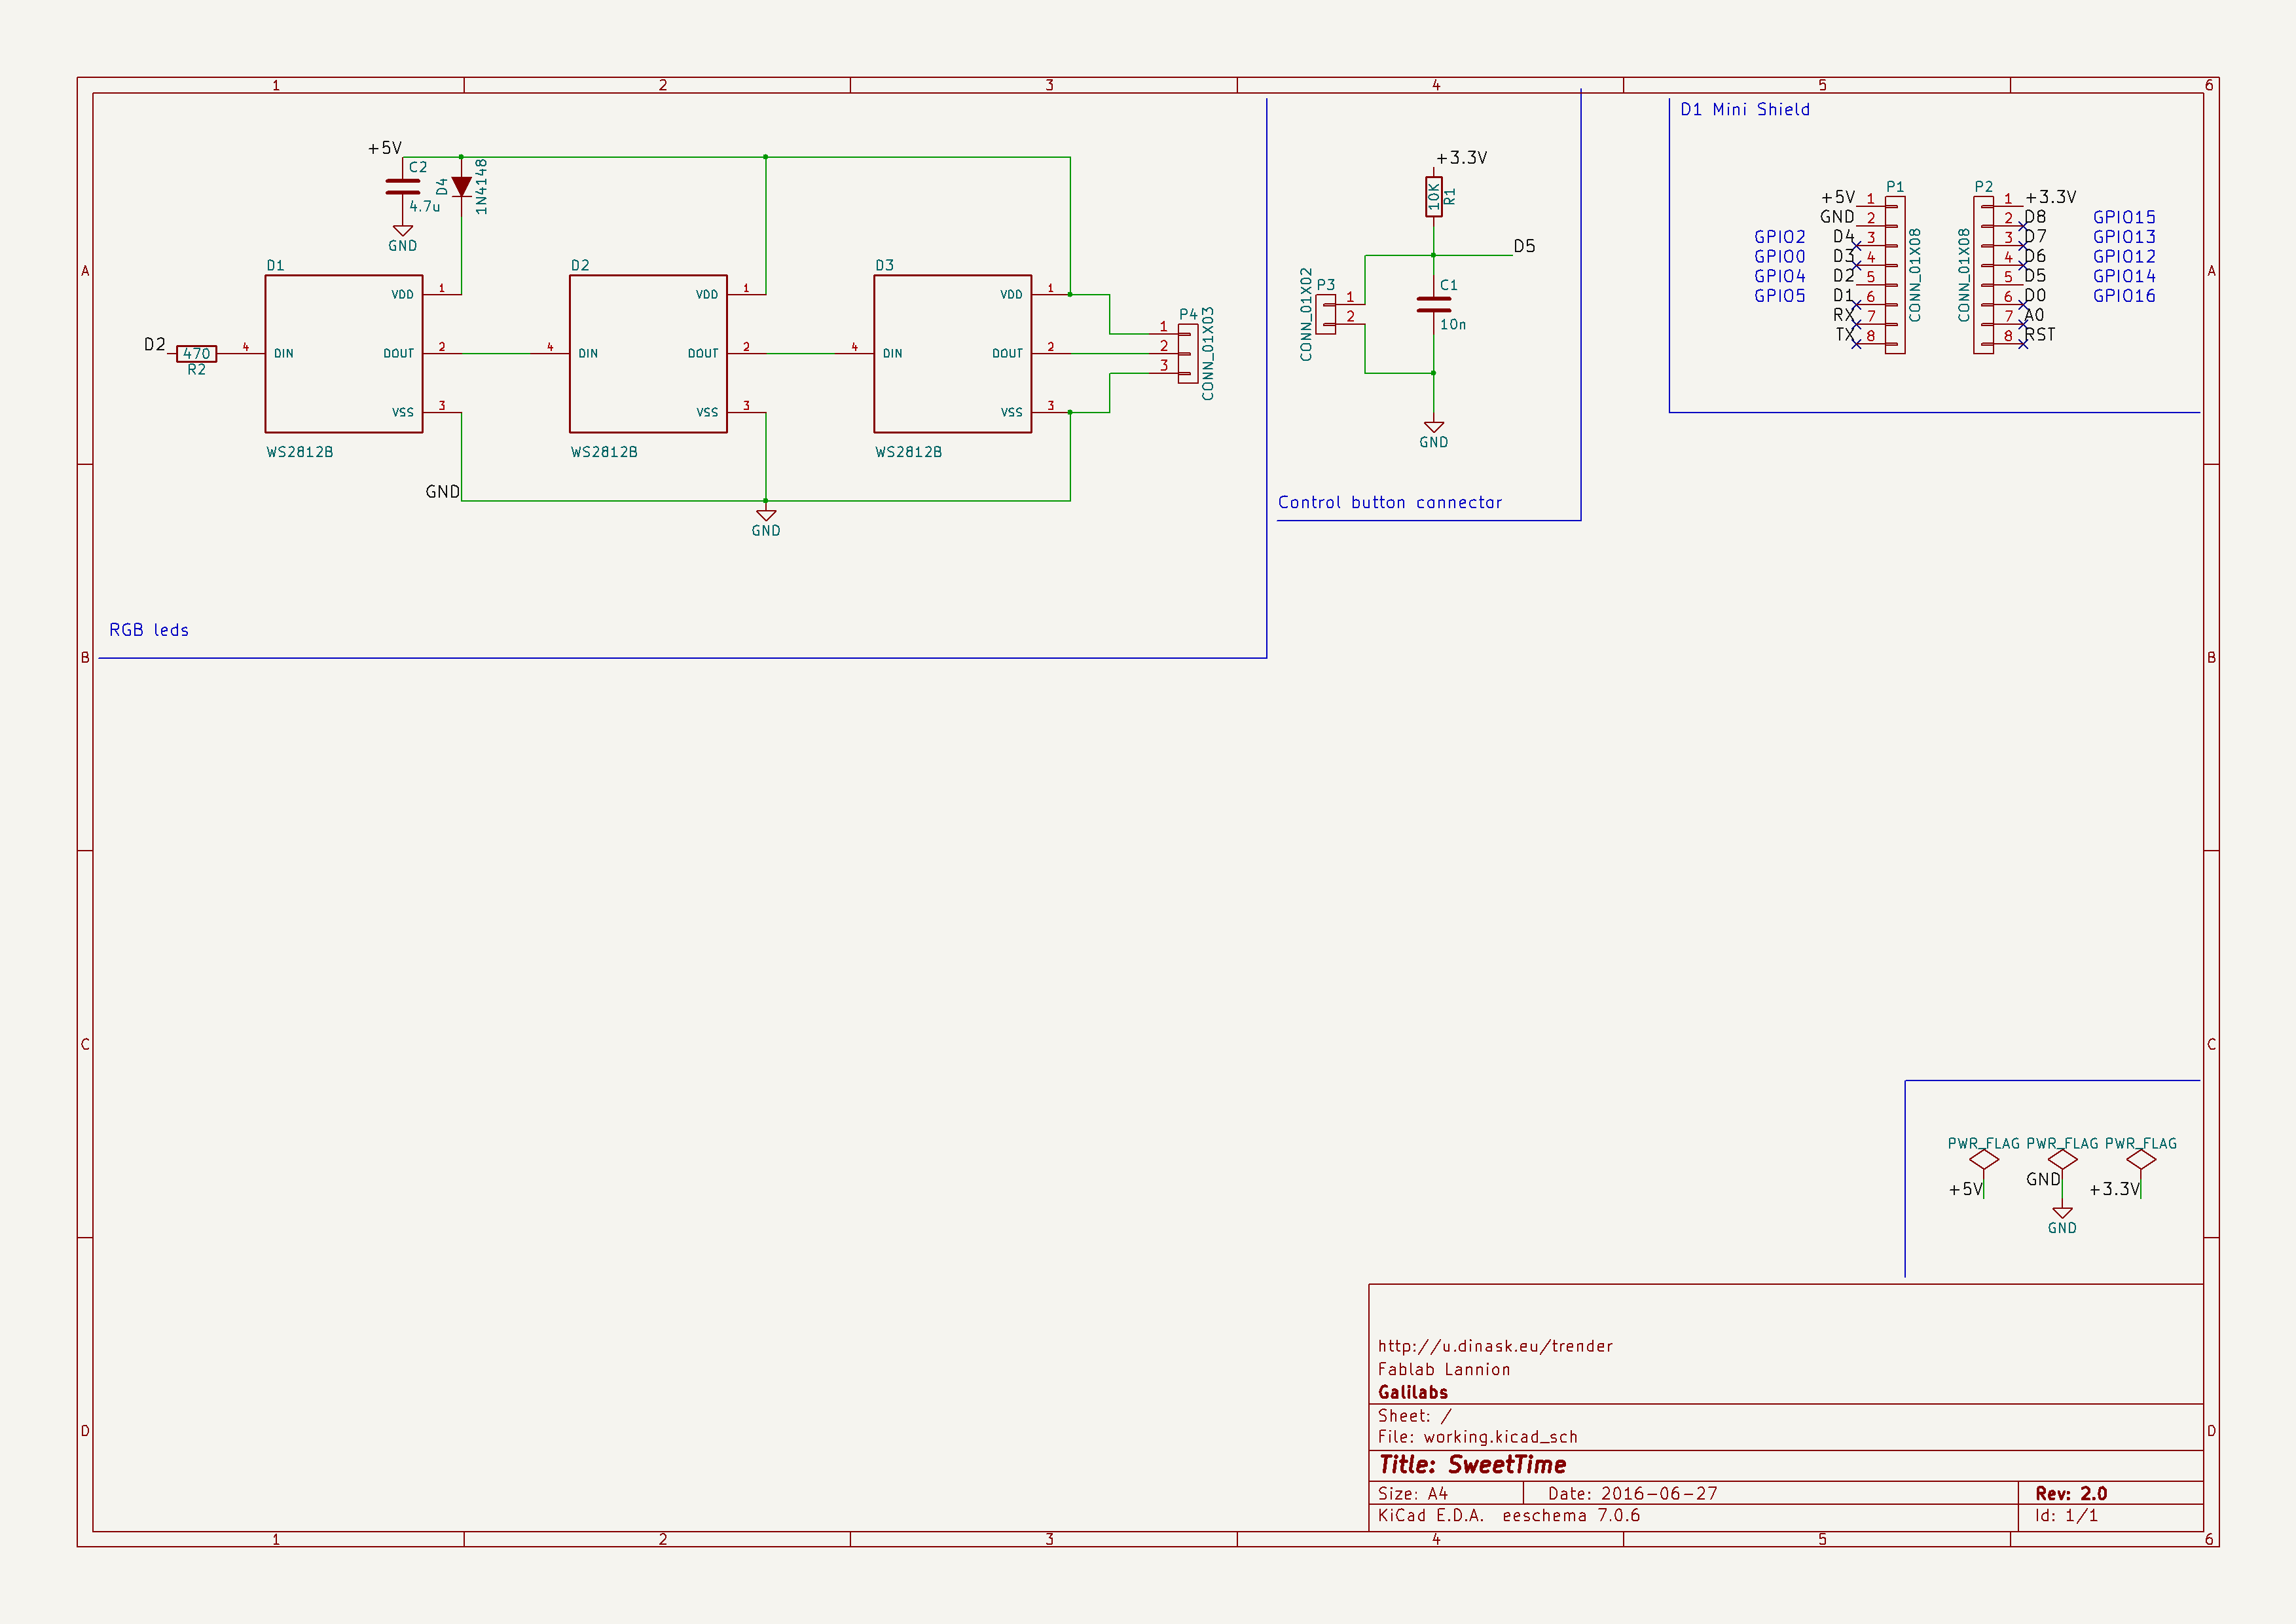 1 2 3 4 5 6
D1 Mini Shield
+5V
C2
4.7u
GND
D4
1N4148
D1
VDD
1
DIN
4
DOUT
2
VSS
3
WS2812B
D2
470
R2
D2
VDD
1
DIN
4
DOUT
2
VSS
3
WS2812B
D3
VDD
1
DIN
4
DOUT
2
VSS
3
WS2812B
P4
1
2
3
CONN_01X03
GND
GND
RGB leds
+3.3V
10K
R1
D5
P3
1
2
CONN_01X02
C1
10n
GND
Control button cannector
P1
CONN_01X08
+5V 1
GND 2
GPIO2 D4 3
GPIO0 D3 4
GPIO4 D2 5
GPIO5 D1 6
RX 7
TX 8
P2
CONN_01X08
1 +3.3V
2 D8 GPIO15
3 D7 GPIO13
4 D6 GPIO12
5 D5 GPIO14
6 D0 GPIO16
7 A0
8 RST
A A
B B
C C
D D
PWR_FLAG PWR_FLAG PWR_FLAG
+5V GND +3.3V
GND
http://u.dinask.eu/trender
Fablab Lannion
Galilabs
Sheet: /
File: working.kicad_sch
Title: SweetTime
Size: A4 Date: 2016-06-27 Rev: 2.0
KiCad E.D.A. eeschema 7.0.6 Id: 1/1
1 2 3 4 5 6